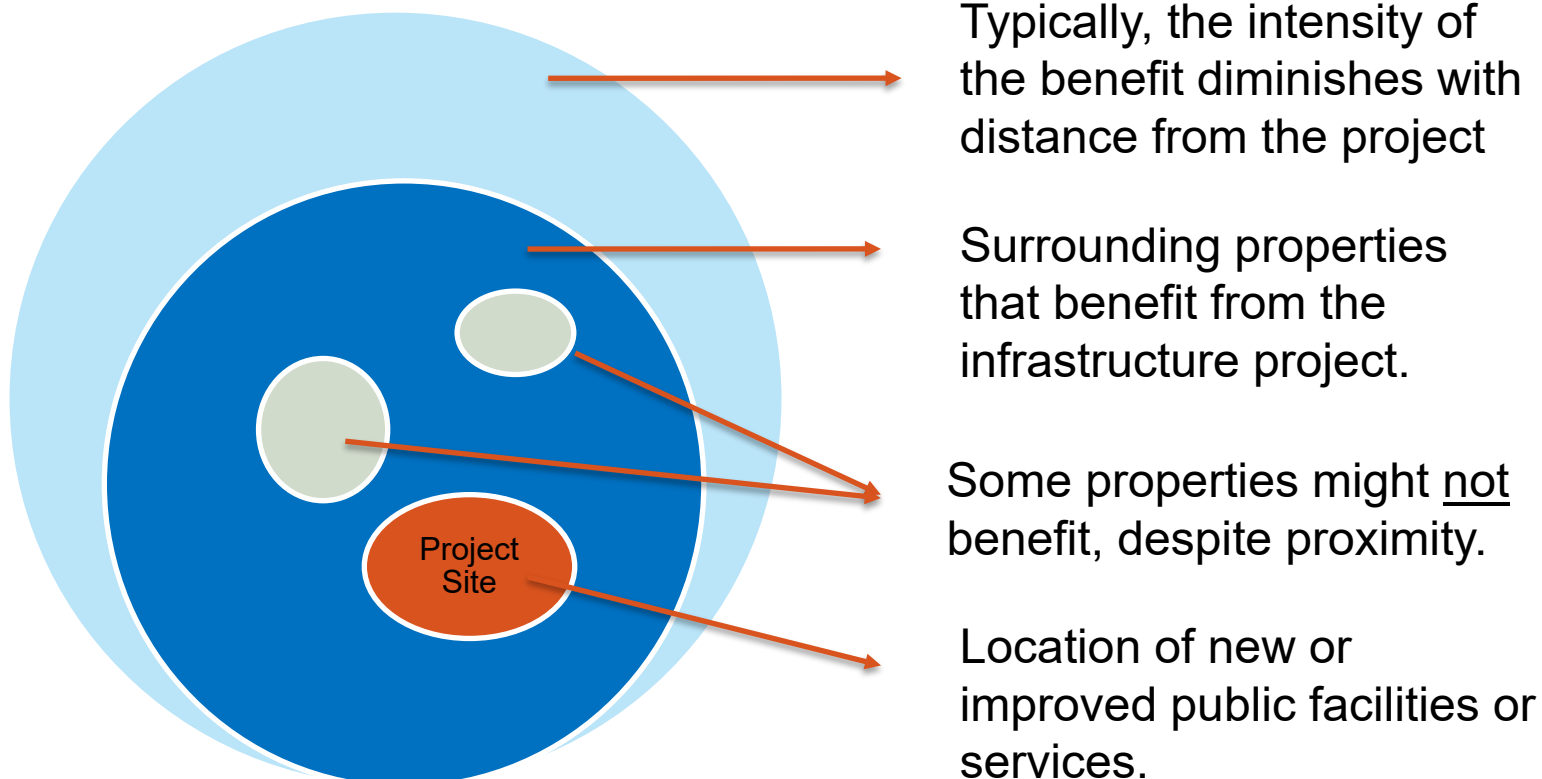 Typically, the intensity of
the benefit diminishes with
distance from the project
Surrounding properties
that benefit from the
infrastructure project.
Some properties might not
benefit, despite proximity.
Project
Site
Location of new or
improved public facilities or
services.